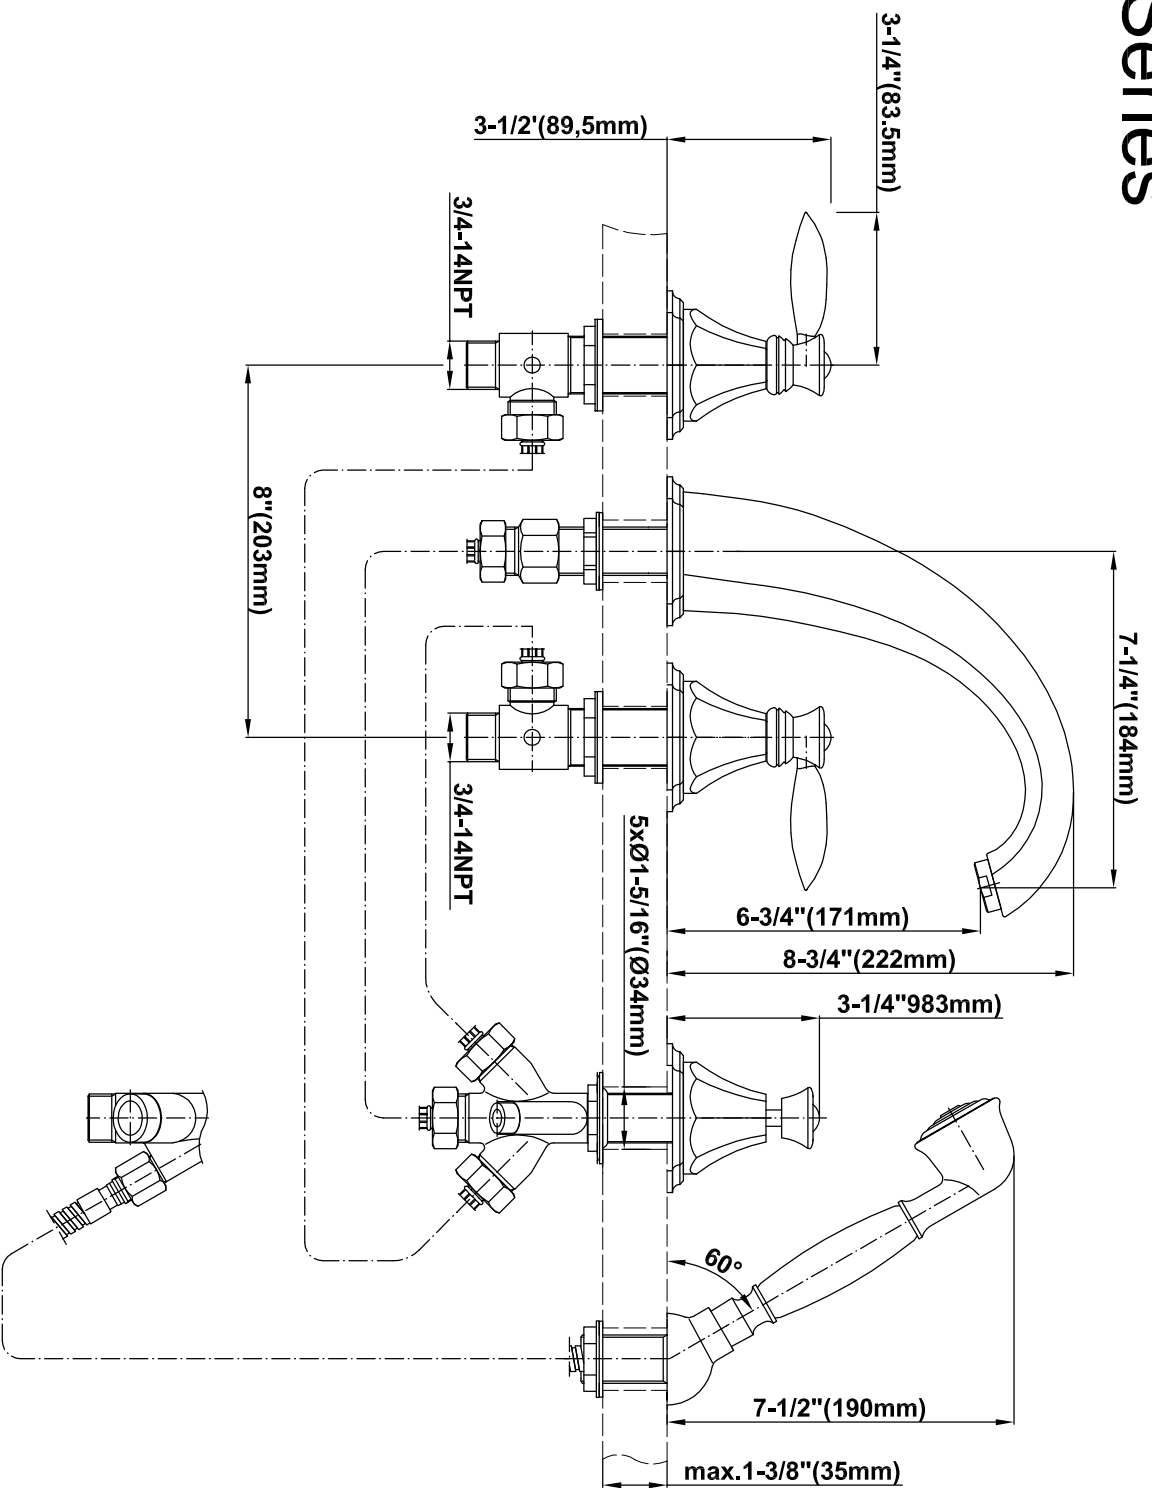 Series
3-1/4"(83.5mm)
3-1/2'(89,5mm)
3/4-14NPT
8"(203mm)
7-1/4"(184mm)
3/4-14NPT
5xØ1-5/16"(Ø34mm)
6-3/4"(171mm)
8-3/4"(222mm)
3-1/4"983mm)
60°
7-1/2"(190mm)
max.1-3/8"(35mm)